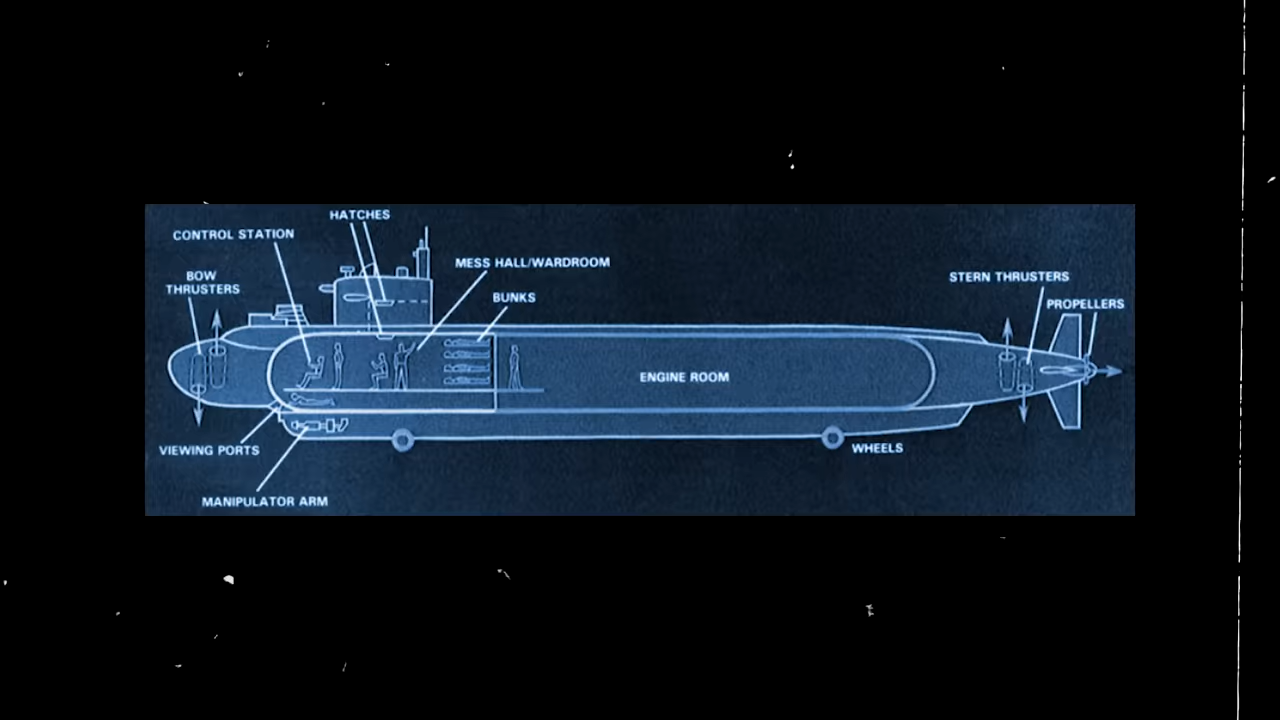 HATCHES
CONTROL STATION
MESS HALL/WARDROOM
BOW
THRUSTERS
BUNKS
STERN THRUSTERS
PROPELLERS
ENGINE ROOM
VIEWING PORTS
WHEELS
MANIPULATOR ARM